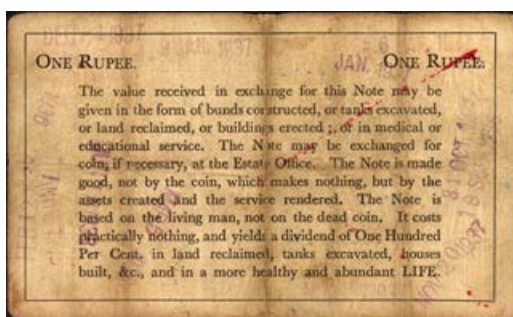 ONE RUPEE. ONE RUPEE.
The value received in exchange for this Note may be
given in the form of bunds constructed, or tanks excavated,
or land reclaimed, or buildings erected; or in medical or
educational service. The Note may be exchanged for
coin, if necessary, at the Estate Office. The Note is made
good, not by the coin, which makes nothing, but by the
assets created and the service rendered. The Note is
based on the living man, not on the dead coin. It costs
practically nothing, and yields a dividend of One Hundred
Per Cent, in land reclaimed, tanks excavated, houses
built, &c., and in a more healthy and abundant LIFE.